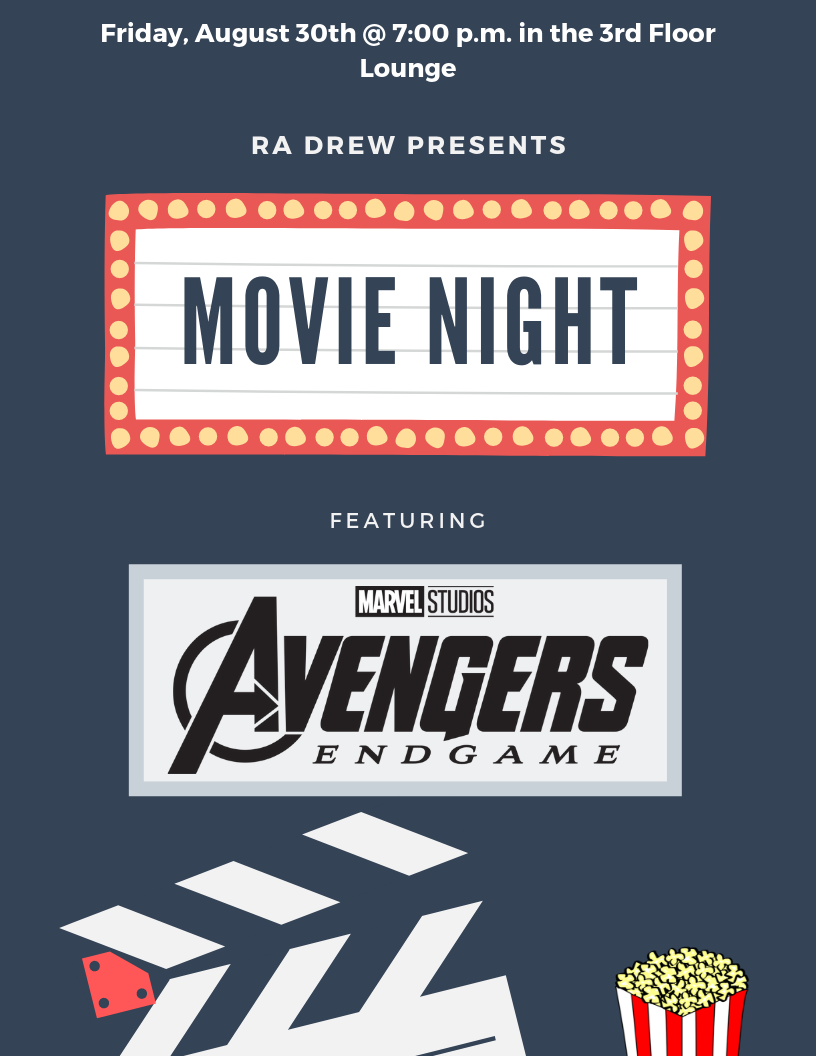 Friday, August 30th @ 7:00 p.m. in the 3rd Floor
Lounge
RA DREW PRESENTS
MOVIE NIGHT
FEATURING
MARVEL STUDIOS
AVENGERS
ENDGAME